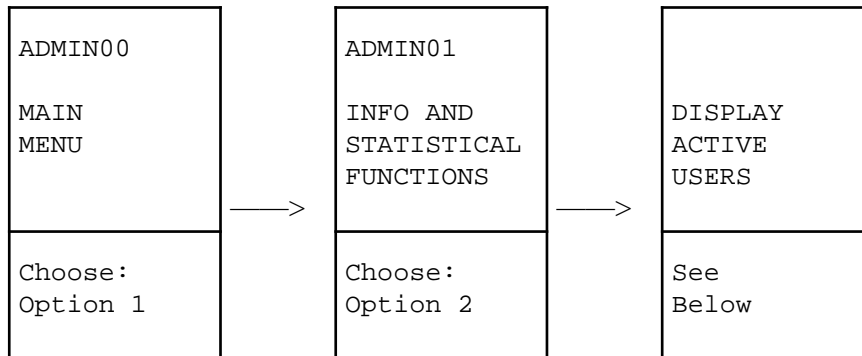 ADMIN00
MAIN
MENU
Choose:
Option 1
ADMIN01
INFO AND
STATISTICAL
FUNCTIONS
Choose:
Option 2
DISPLAY
ACTIVE
USERS
See
Below